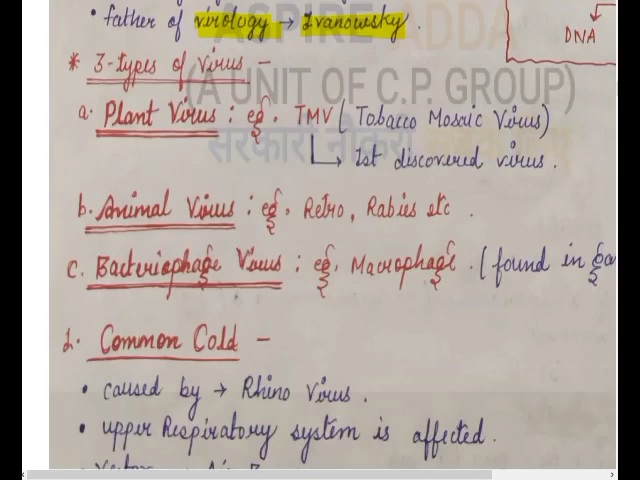 • father of virology → Ivanowsky.
DNA
* 3-types of Virus –
a. Plant Virus : eg. TMV ( Tobacco Mosaic Virus)
↳ 1st discovered virus.
b. Animal Virus : eg. Retro, Rabies etc.
c. Bacteriophage Virus : eg. Macrophage. ( found in
1. Common Cold –
• caused by → Rhino Virus.
• upper Respiratory system is affected.
ASPIRE ADDA
(A UNIT OF C.P. GROUP)
सरकारी नौकरी